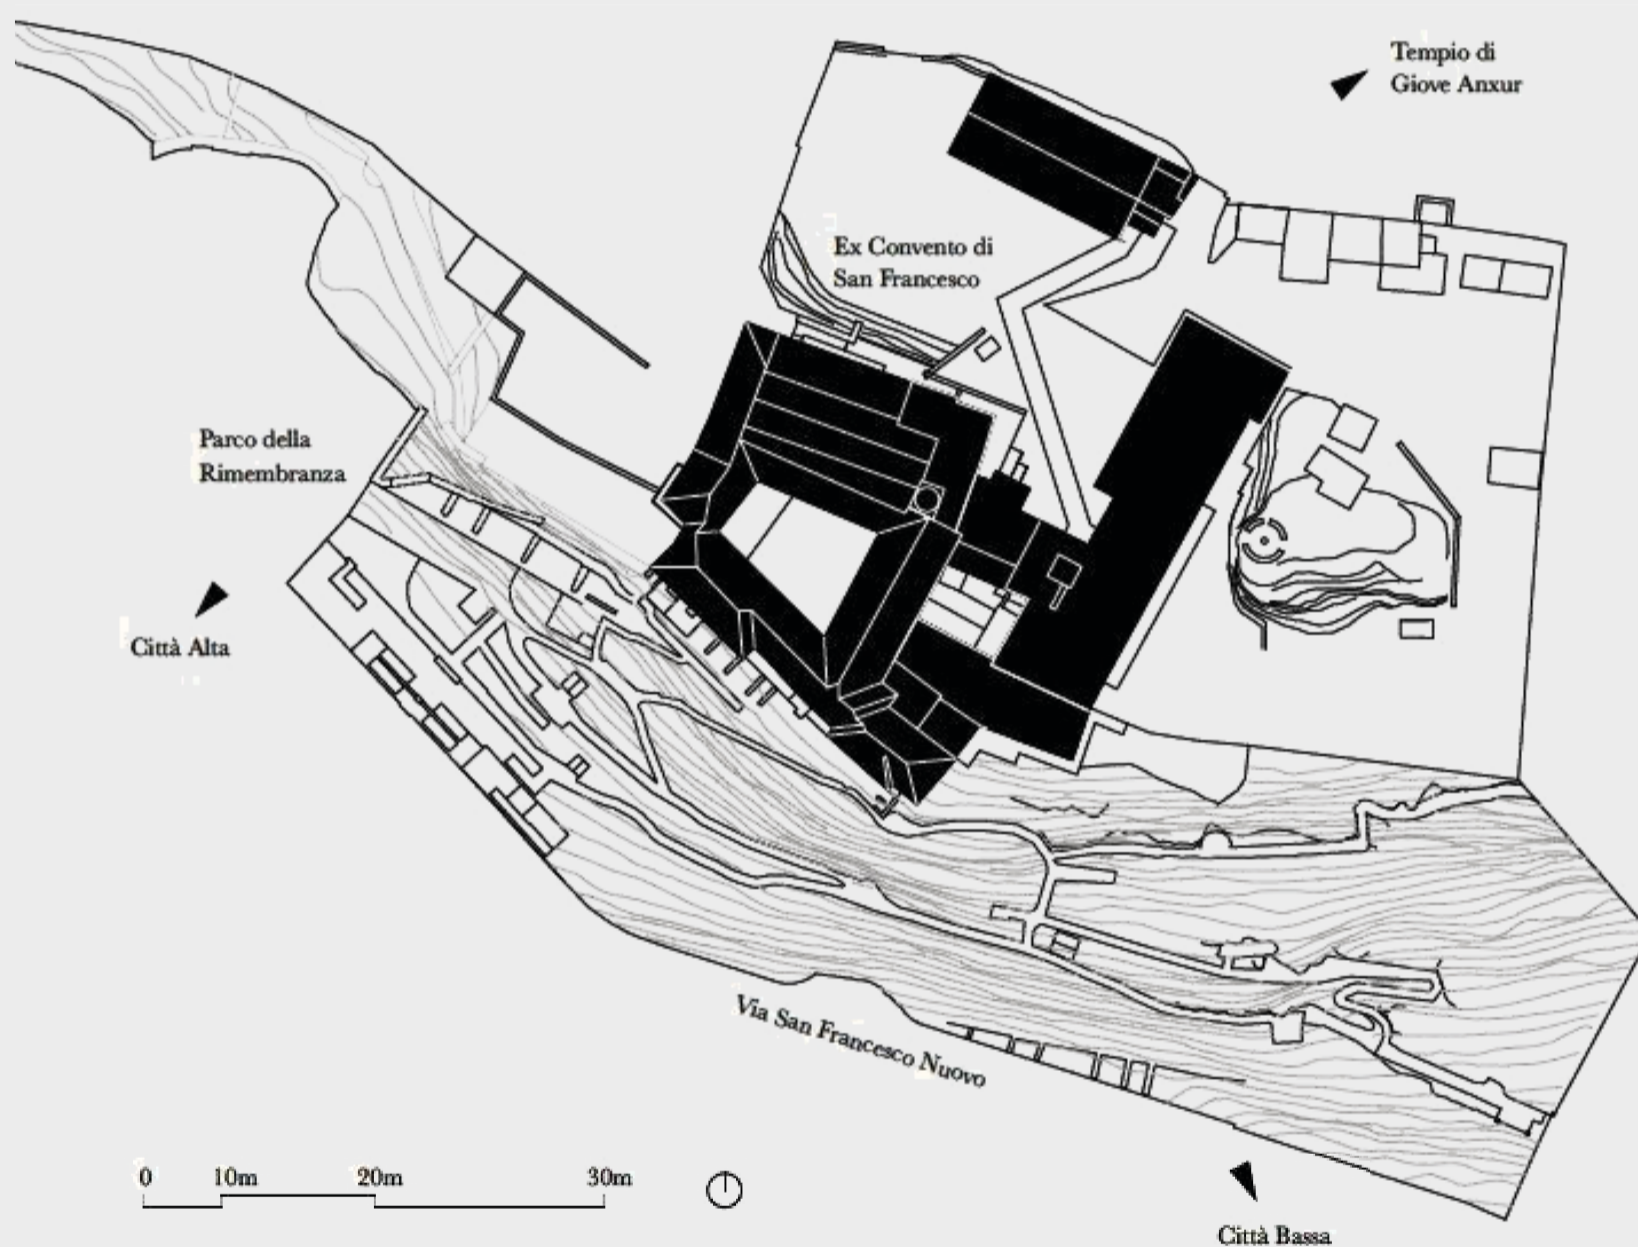 Tempio di
Giove Anxur
Ex Convento di
San Francesco
Parco della
Rimembranza
Città Alta
Via San Francesco Nuovo
0 10m 20m 30m
Città Bassa